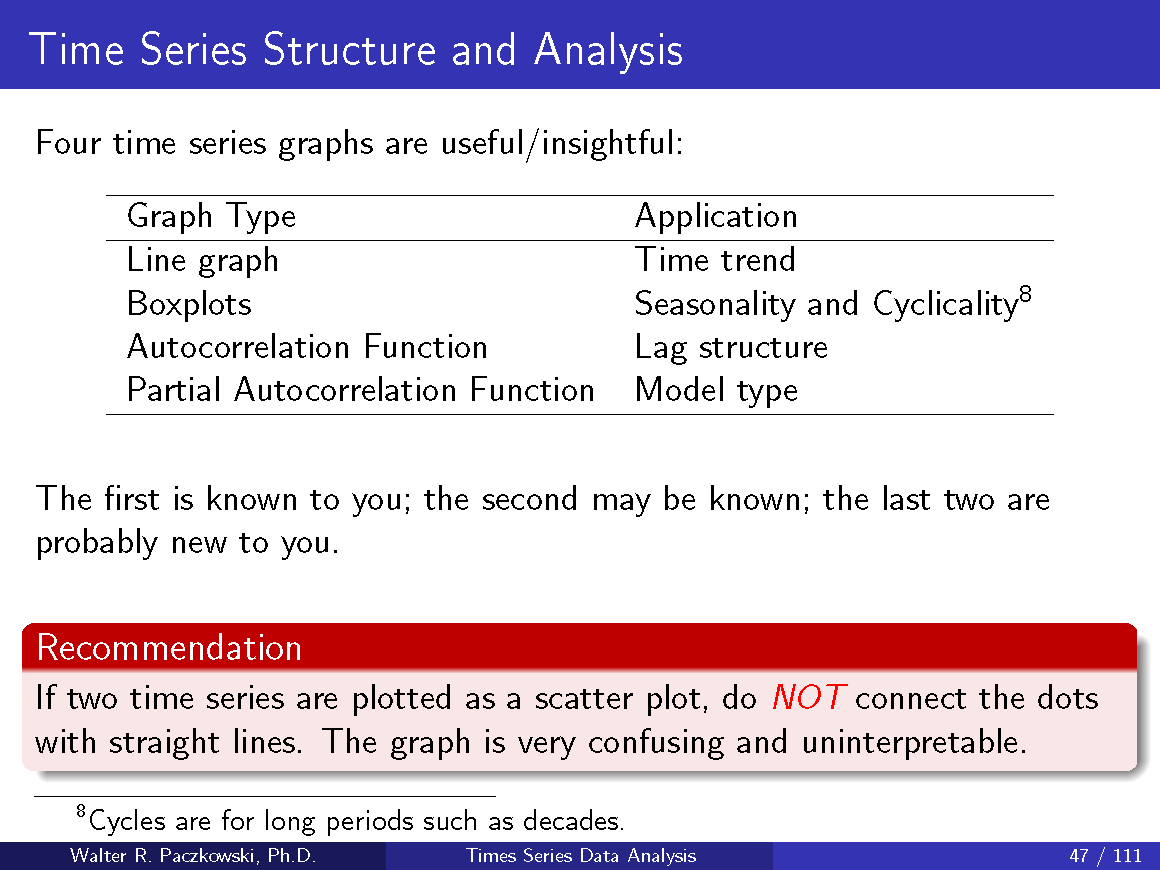 Time Series Structure and Analysis
Four time series graphs are useful/insightful:
Graph Type Application
Line graph Time trend
Boxplots Seasonality and Cyclicality⁸
Autocorrelation Function Lag structure
Partial Autocorrelation Function Model type
The first is known to you; the second may be known; the last two are
probably new to you.
Recommendation
If two time series are plotted as a scatter plot, do NOT connect the dots
with straight lines. The graph is very confusing and uninterpretable.
⁸Cycles are for long periods such as decades.
Walter R. Paczkowski, Ph.D. Times Series Data Analysis 47 / 111